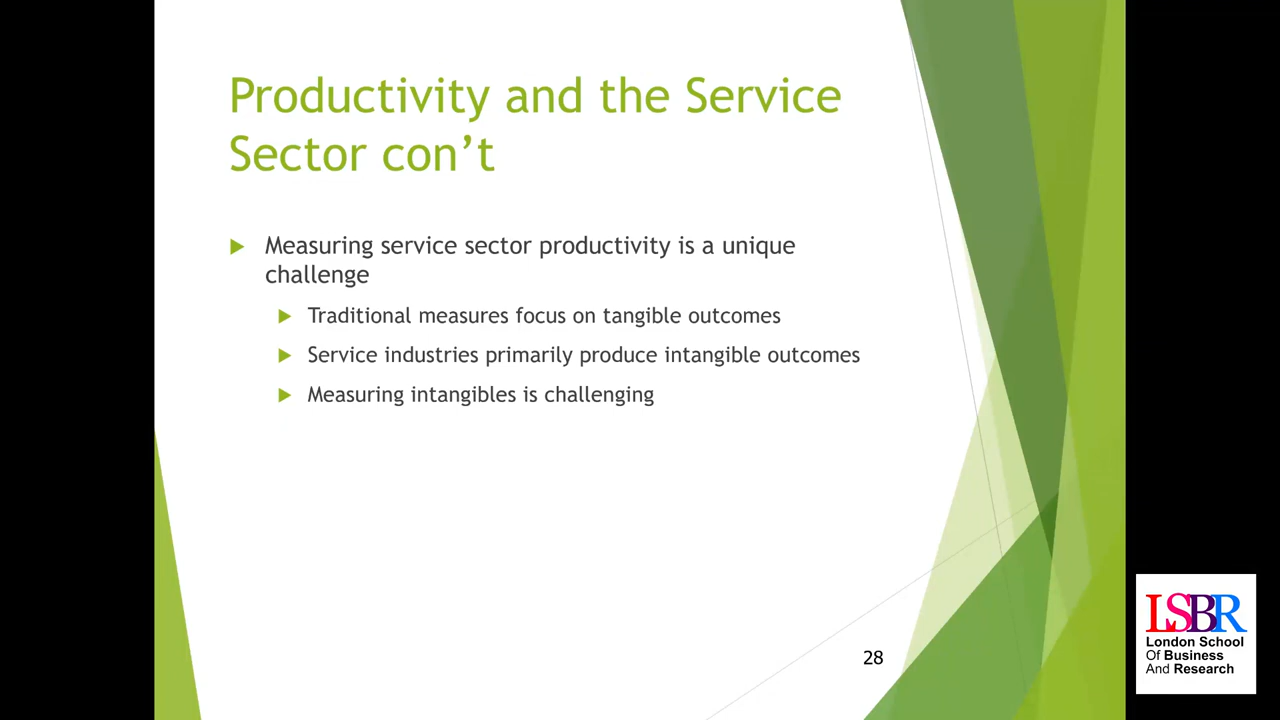 Productivity and the Service
Sector con’t
Measuring service sector productivity is a unique
challenge
Traditional measures focus on tangible outcomes
Service industries primarily produce intangible outcomes
Measuring intangibles is challenging
28
LSBR
London School
Of Business
And Research